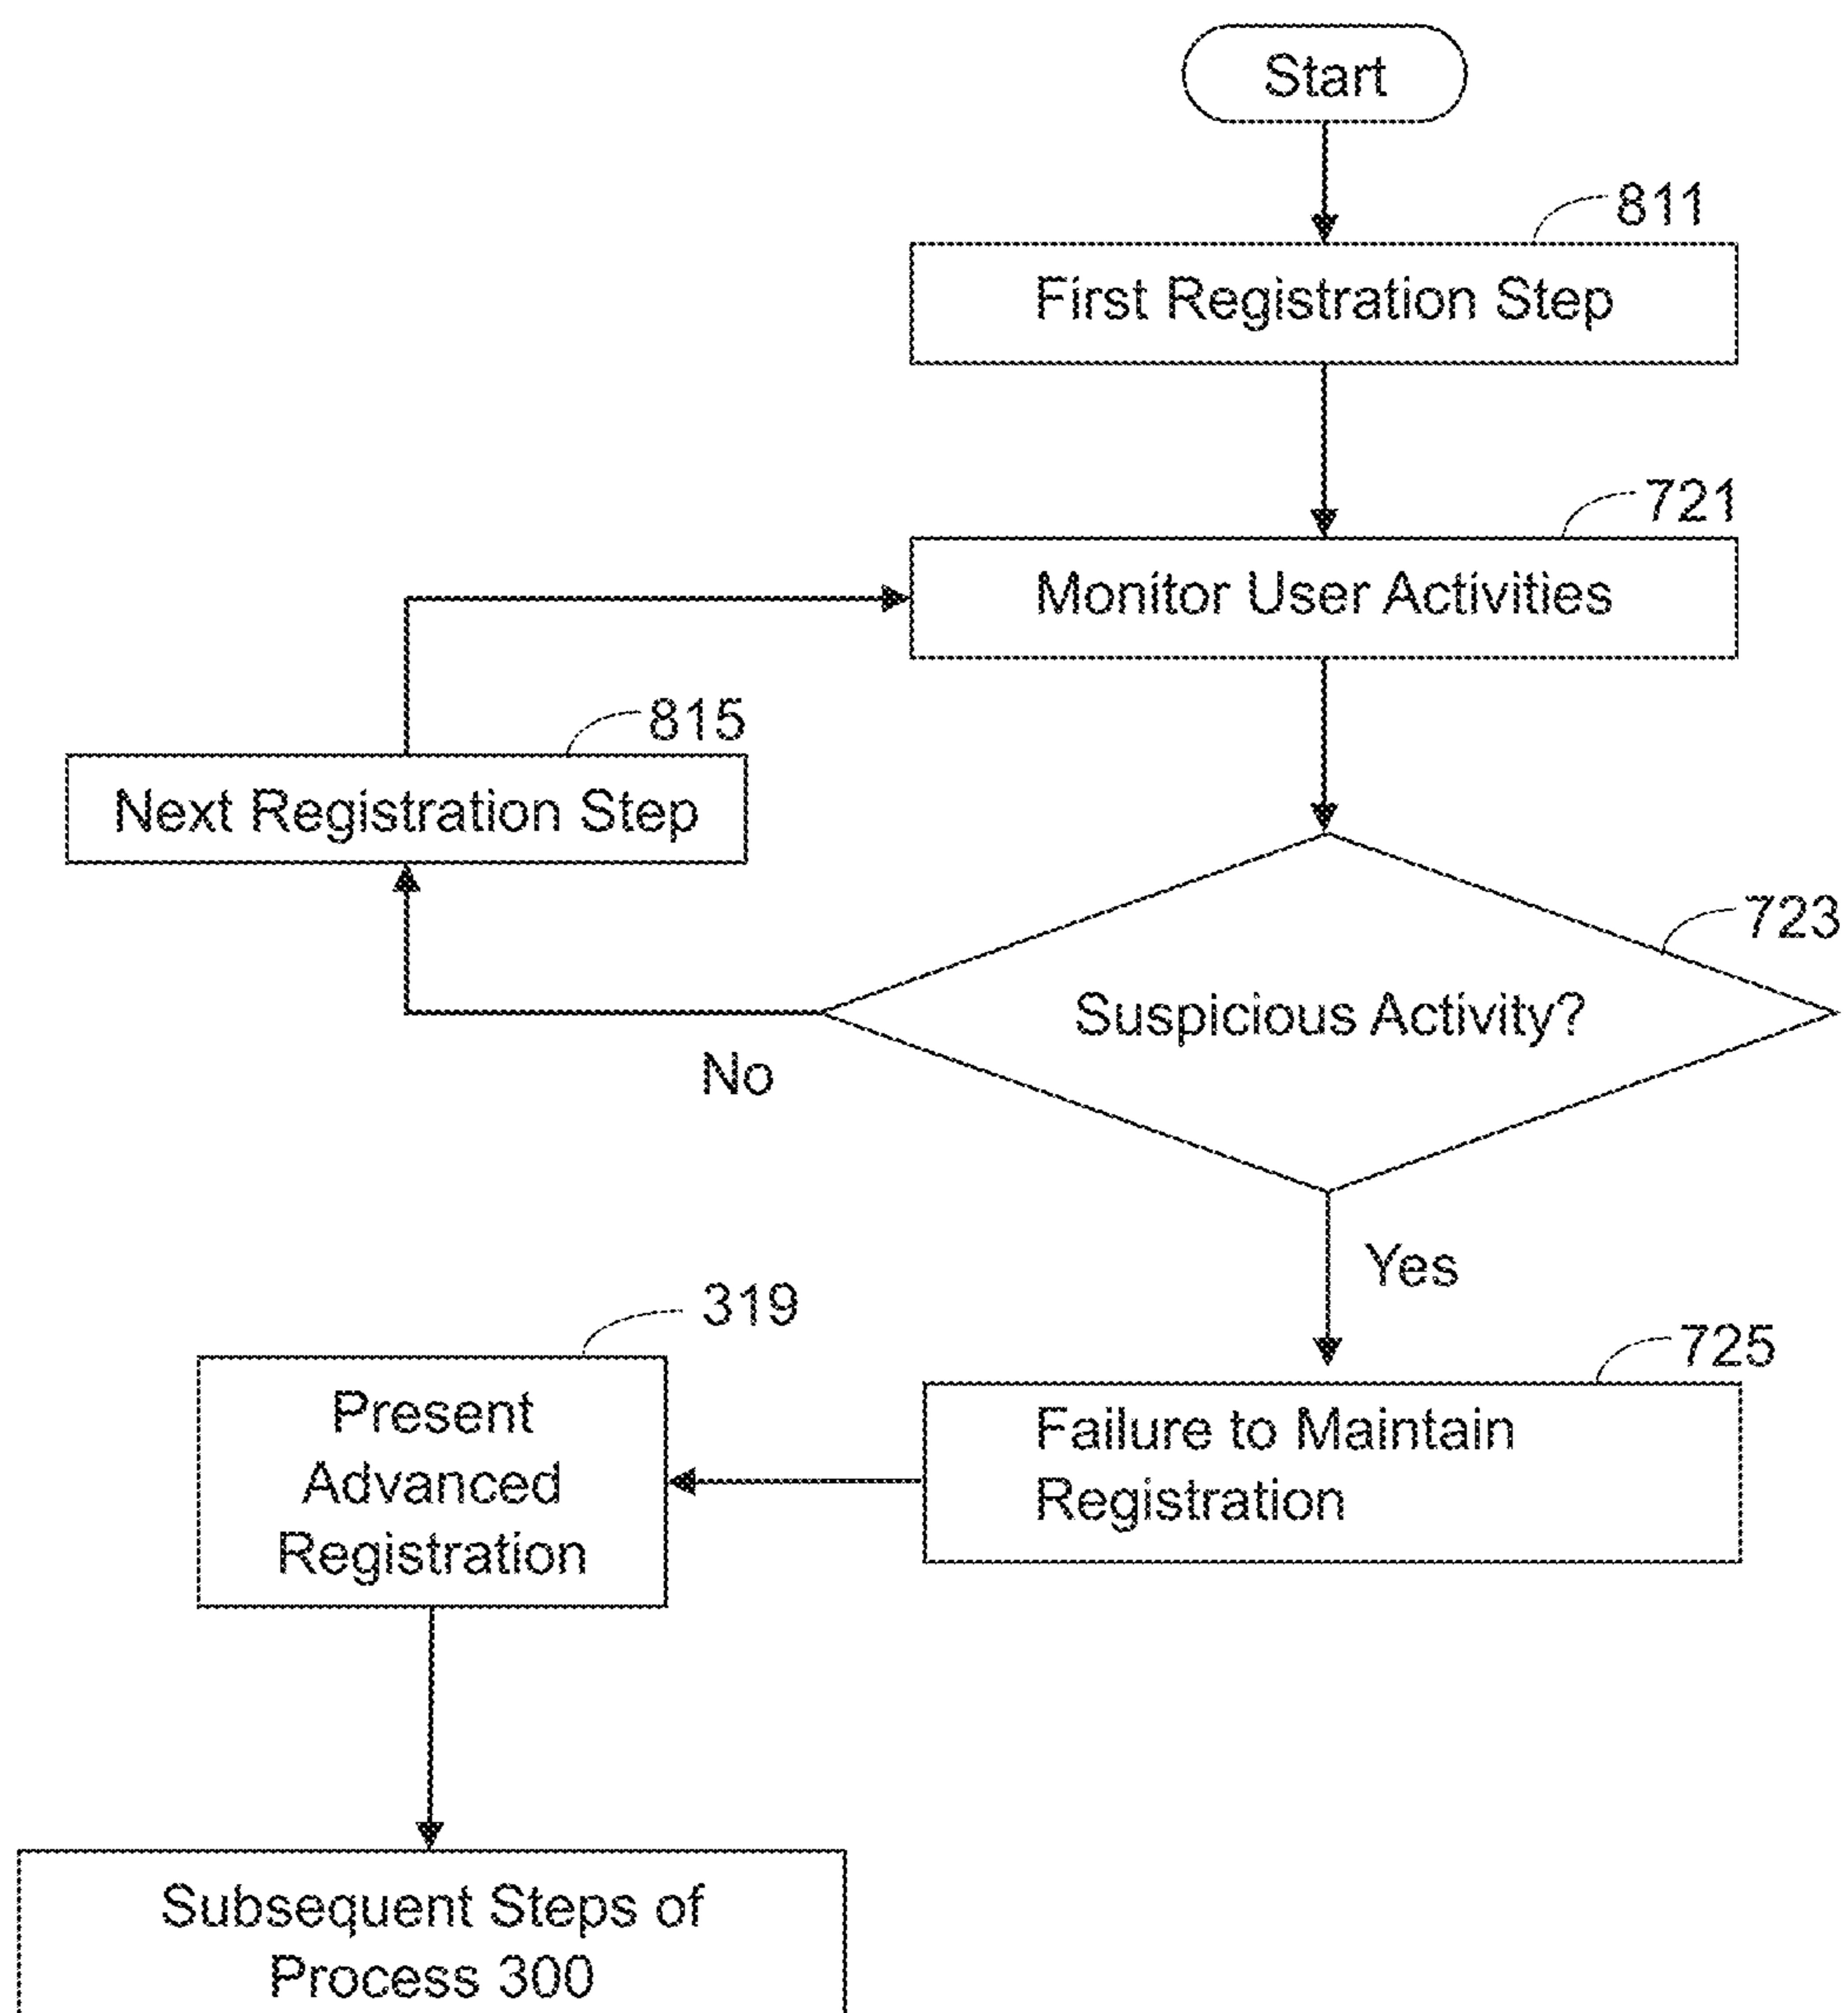 Start
811
First Registration Step
721
Monitor User Activities
815
Next Registration Step
723
Suspicious Activity?
No
Yes
319
Present
Advanced
Registration
725
Failure to Maintain
Registration
Subsequent Steps of
Process 300